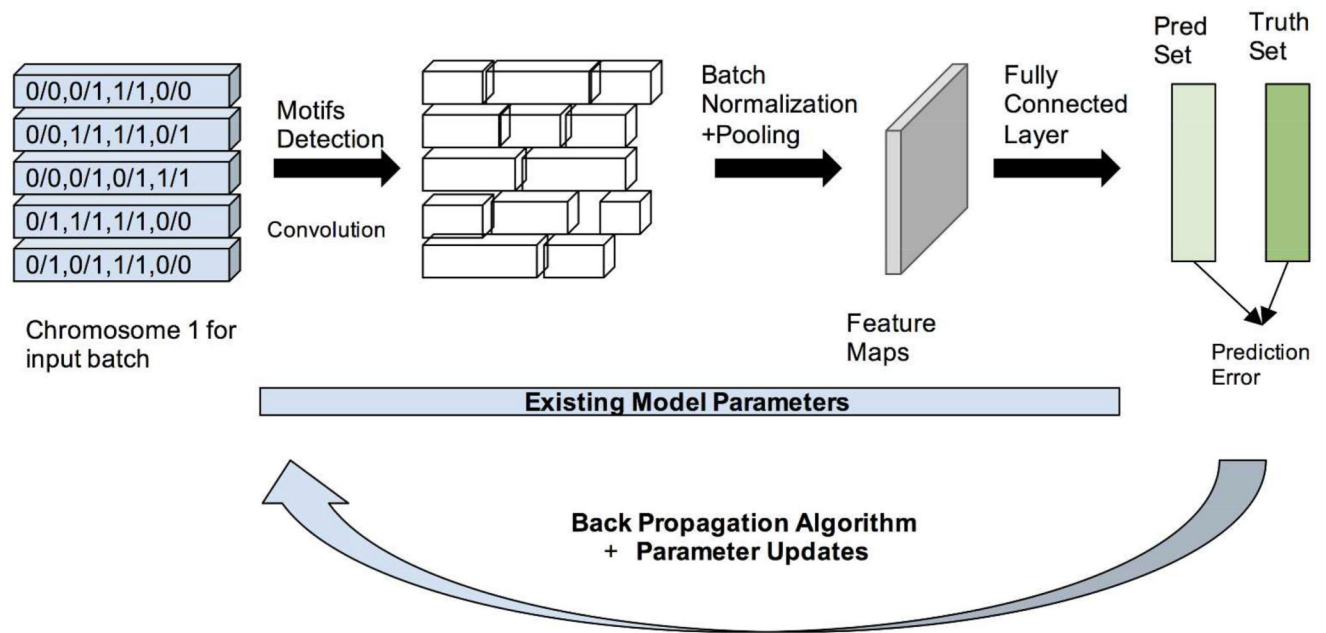 0/0,0/1,1/1,0/0
0/0,1/1,1/1,0/1
0/0,0/1,0/1,1/1
0/1,1/1,1/1,0/0
0/1,0/1,1/1,0/0
Chromosome 1 for
input batch
Motifs
Detection
Convolution
Batch
Normalization
+Pooling
Feature
Maps
Fully
Connected
Layer
Pred
Set
Truth
Set
Prediction
Error
Existing Model Parameters
Back Propagation Algorithm
+ Parameter Updates